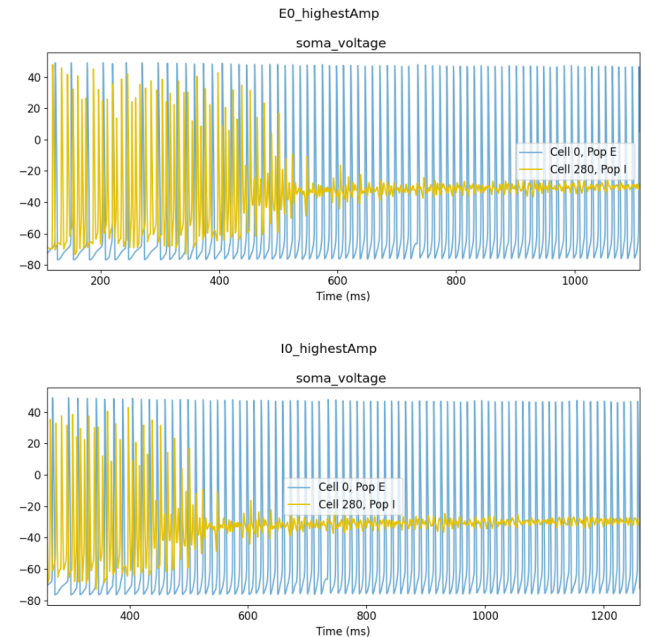 E0_highestAmp
soma_voltage
40
20
0
−20
−40
−60
−80
Cell 0, Pop E
Cell 280, Pop I
200
400
600
800
1000
Time (ms)
I0_highestAmp
soma_voltage
40
20
0
−20
−40
−60
−80
Cell 0, Pop E
Cell 280, Pop I
400
600
800
1000
1200
Time (ms)